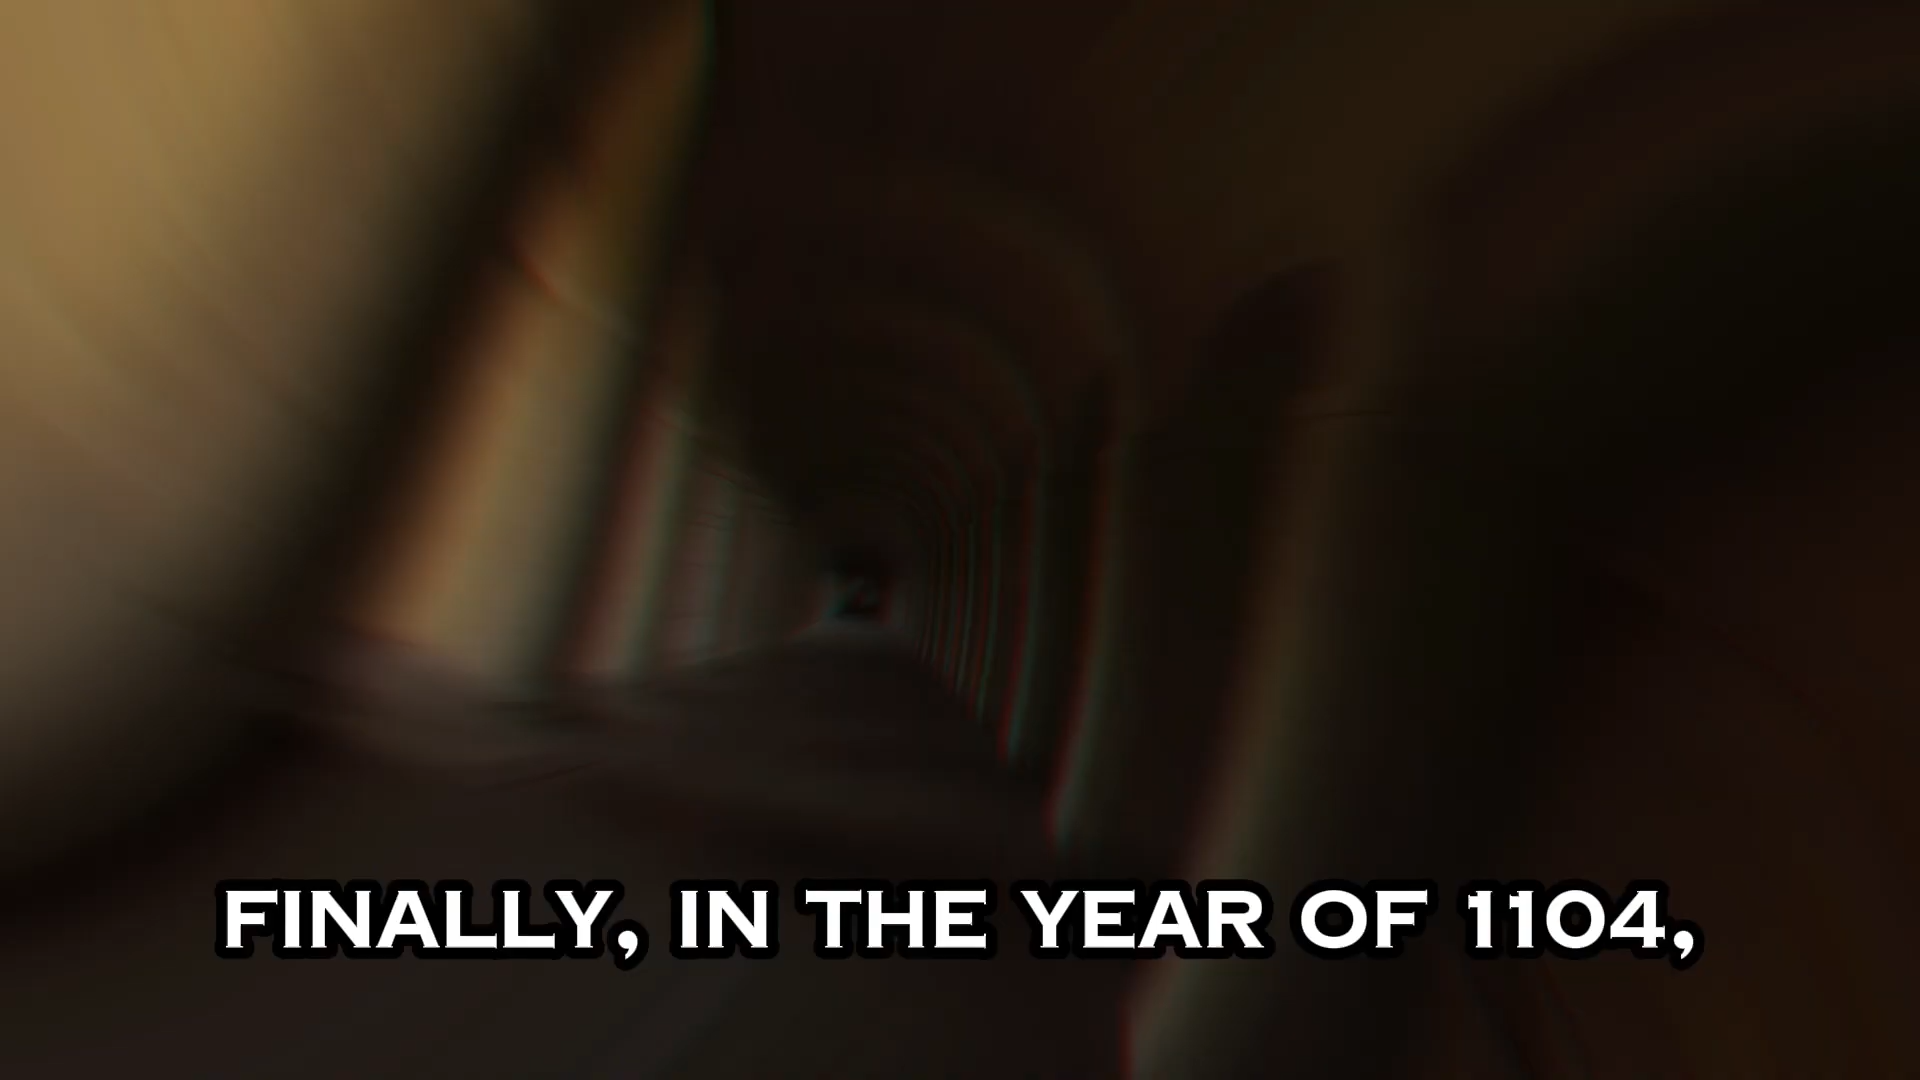 FINALLY, IN THE YEAR OF 1104,